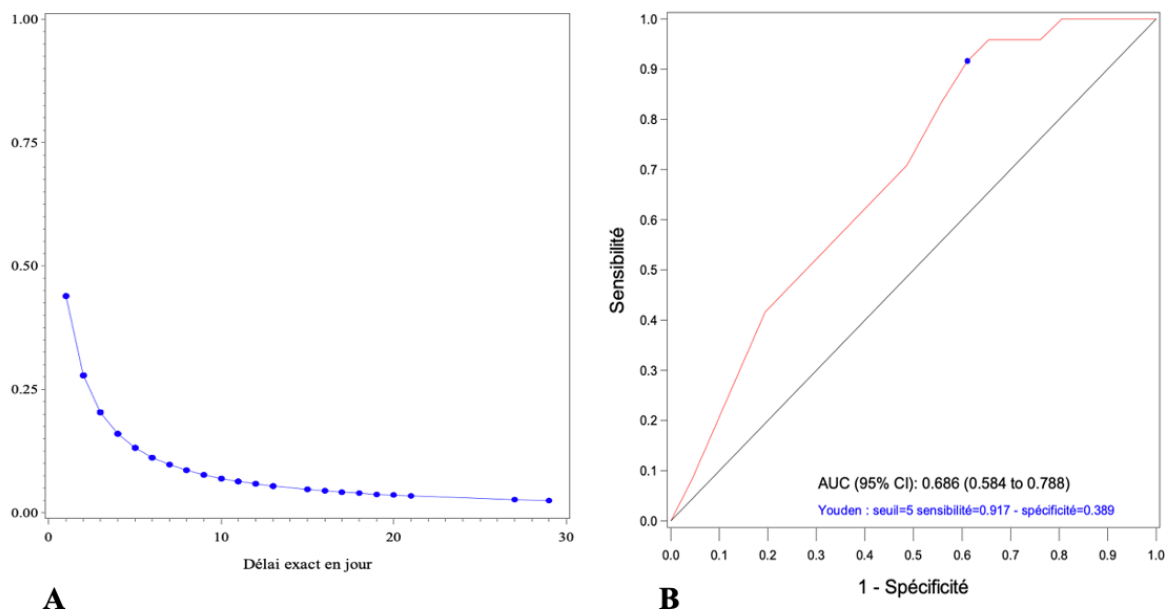 1.00
0.75
0.50
0.25
0.00
0 10 20 30
Délai exact en jour
A
1.0
0.9
0.8
0.7
0.6
0.5
0.4
0.3
0.2
0.1
0.0
Sensibilité
AUC (95% CI): 0.686 (0.584 to 0.788)
Youden : seuil=5 sensibilité=0.917 - spécificité=0.389
0.0 0.1 0.2 0.3 0.4 0.5 0.6 0.7 0.8 0.9 1.0
1 - Spécificité
B